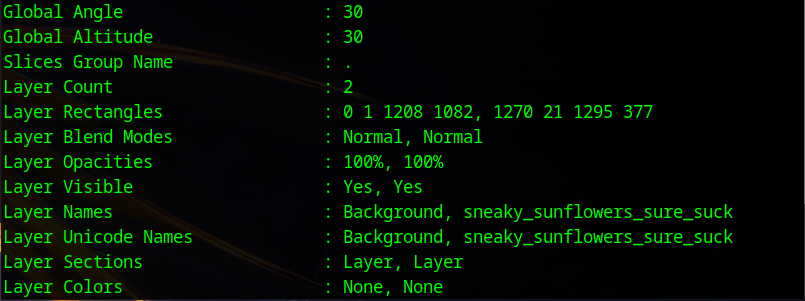 Global Angle : 30
Global Altitude : 30
Slices Group Name : .
Layer Count : 2
Layer Rectangles : 0 1 1208 1082, 1270 21 1295 377
Layer Blend Modes : Normal, Normal
Layer Opacities : 100%, 100%
Layer Visible : Yes, Yes
Layer Names : Background, sneaky_sunflowers_sure_suck
Layer Unicode Names : Background, sneaky_sunflowers_sure_suck
Layer Sections : Layer, Layer
Layer Colors : None, None